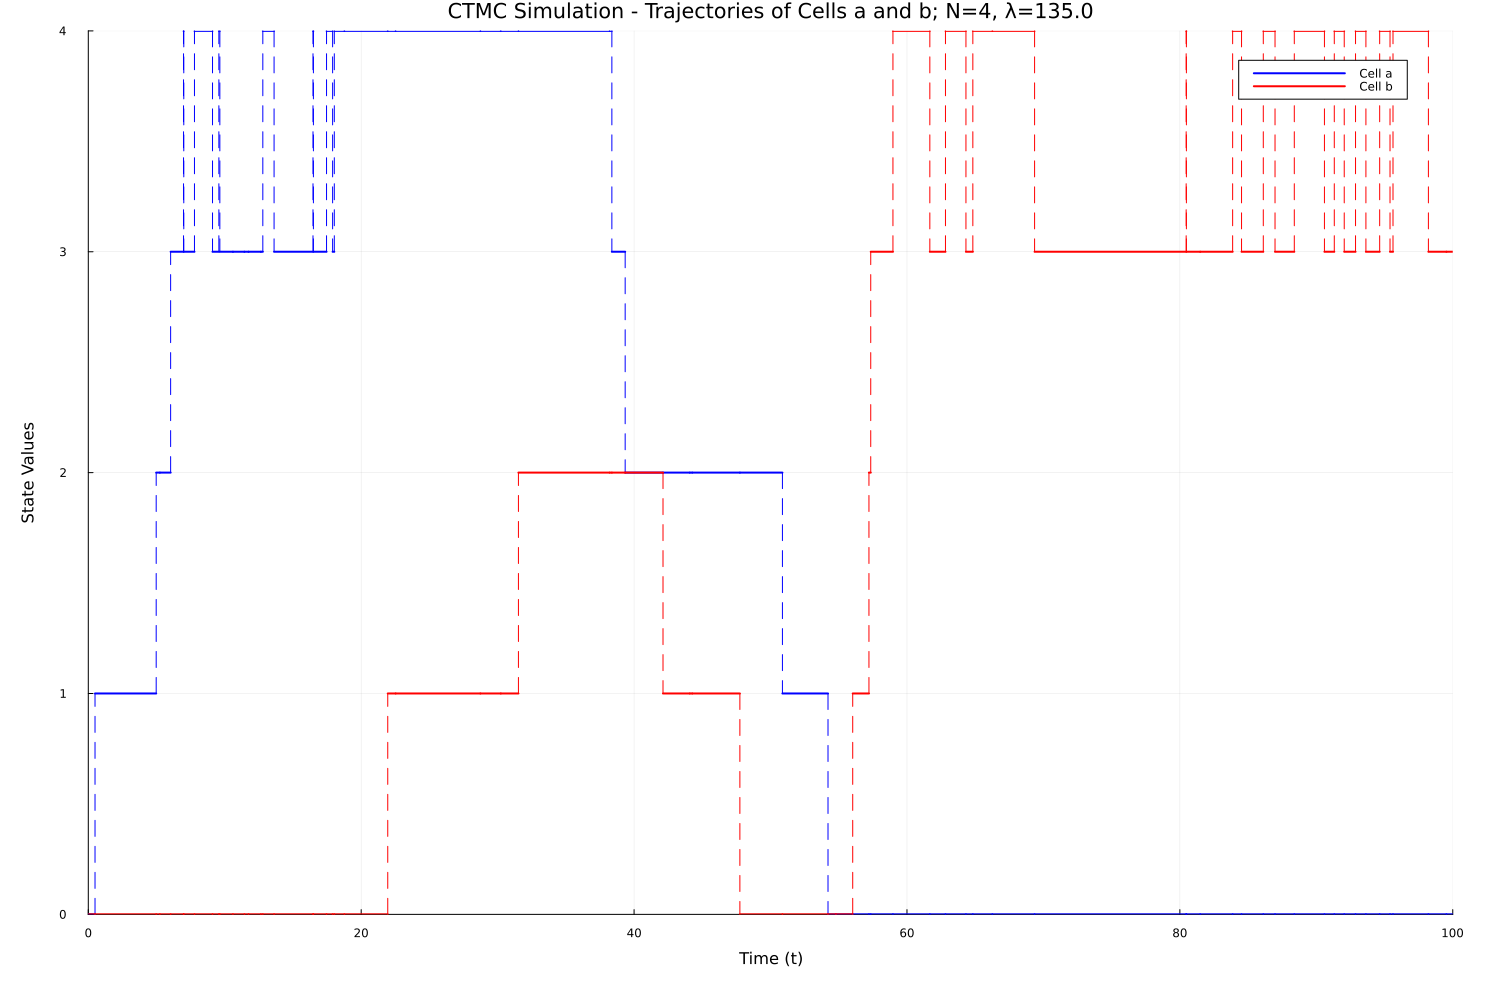 CTMC Simulation - Trajectories of Cells a and b; N=4, λ=135.0
4
Cell a
Cell b
3
State Values
2
1
0
0 20 40 60 80 100
Time (t)